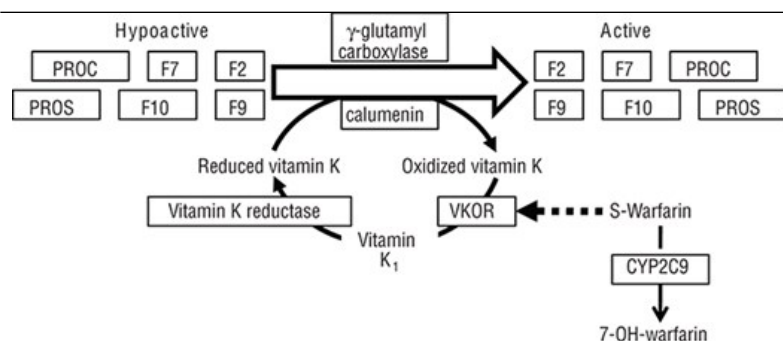 Hypoactive
γ-glutamyl
carboxylase
Active
PROC
F7
F2
F2
F7
PROC
PROS
F10
F9
calumenin
F9
F10
PROS
Reduced vitamin K
Oxidized vitamin K
Vitamin K reductase
VKOR
S-Warfarin
Vitamin
K₁
CYP2C9
7-OH-warfarin